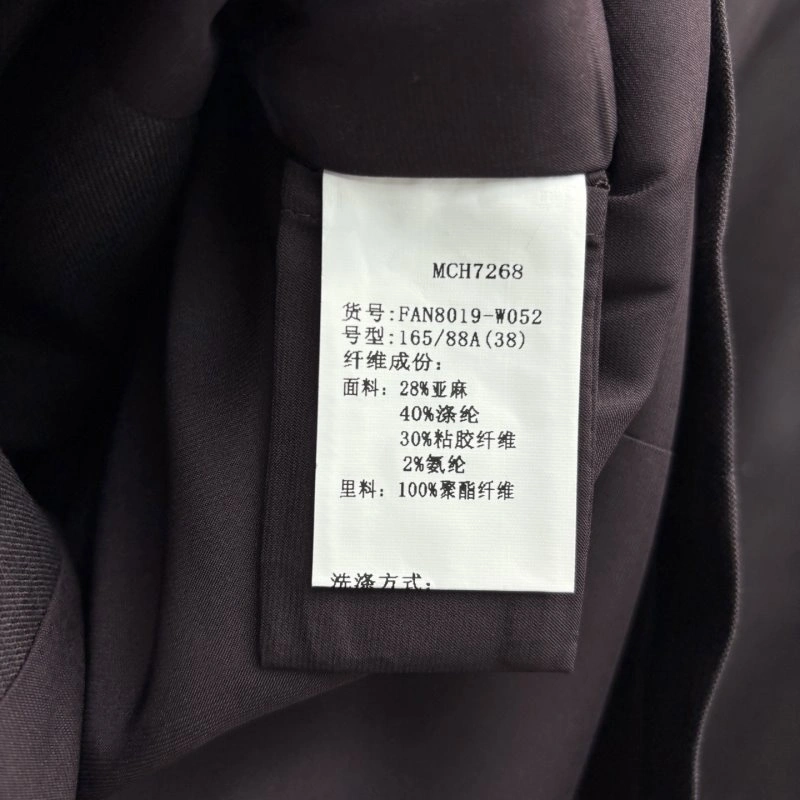 MCH7268
货号:FAN8019-W052
号型:165/88A(38)
纤维成份:
面料: 28%亚麻
40%涤纶
30%粘胶纤维
2%氨纶
里料: 100%聚酯纤维
洗涤方式: